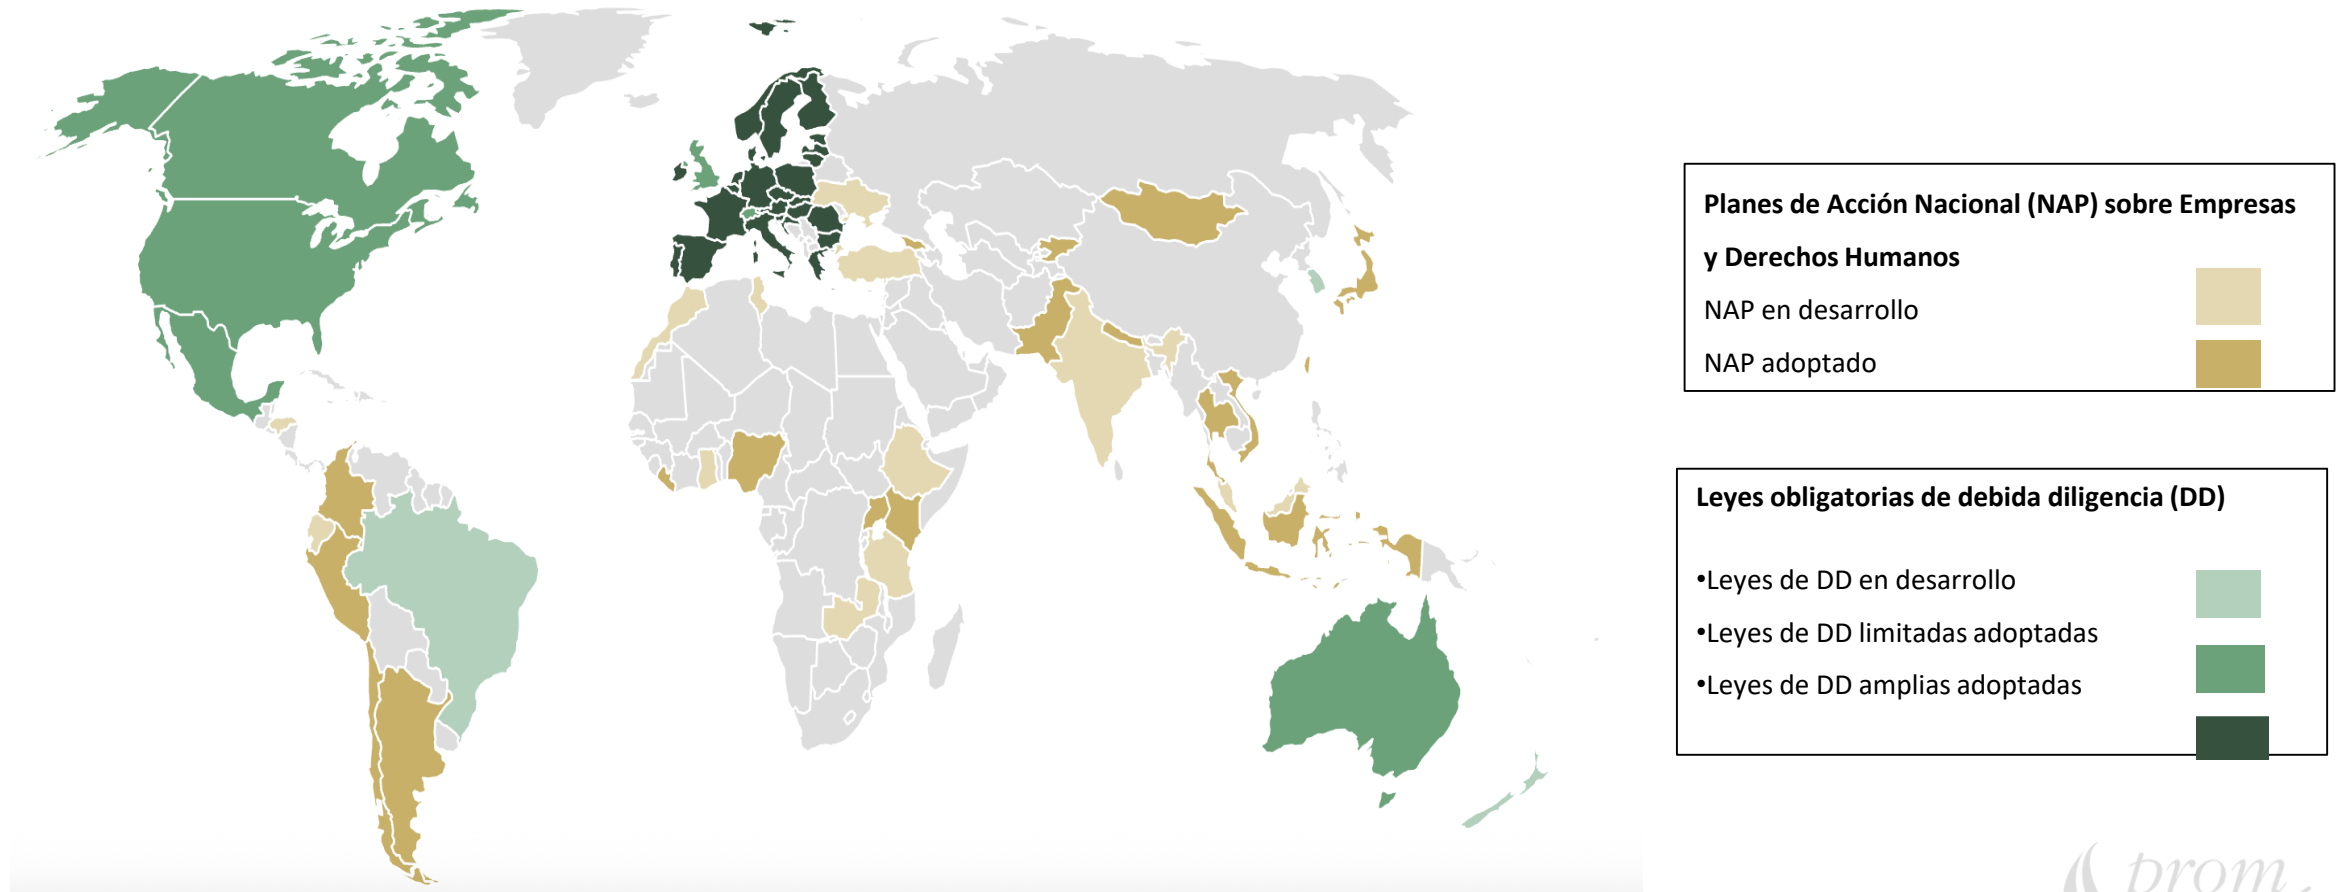 Planes de Acción Nacional (NAP) sobre Empresas
y Derechos Humanos
NAP en desarrollo
NAP adoptado
Leyes obligatorias de debida diligencia (DD)
•Leyes de DD en desarrollo
•Leyes de DD limitadas adoptadas
•Leyes de DD amplias adoptadas
prom